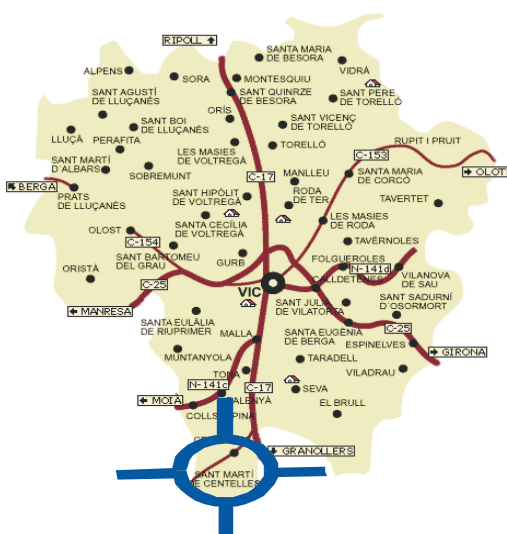 RIPOLL
SANTA MARIA
DE BESORA
VIDRÀ
ALPENS
SORA
MONTESQUIU
SANT QUINRZE
DE BESORA
SANT PERE
DE TORELLÓ
SANT AGUSTÍ
DE LLUÇANÈS
ORÍS
SANT VICENÇ
DE TORELLÓ
SANT BOI
DE LLUÇANÈS
LLUÇÀ
PERAFITA
LES MASIES
DE VOLTREGÀ
TORELLÓ
RUPIT I PRUIT
C-153
SANT MARTÍ
D'ALBARS
SOBREMUNT
C-17
MANLLEU
SANTA MARIA
DE CORCÓ
OLOT
BERGA
PRATS
DE LLUÇANÈS
SANT HIPÒLIT
DE VOLTREGÀ
RODA
DE TER
TAVERTET
LES MASIES
DE RODA
OLOST
C-154
SANTA CECÍLIA
DE VOLTREGÀ
TAVÈRNOLES
SANT BARTOMEU
DEL GRAU
GURB
FOLGUEROLES
N-141d
CALLDETENES
VILANOVA
DE SAU
ORISTÀ
C-25
VIC
MANRESA
SANT JULIÀ
DE VILATORTA
SANT SADURNÍ
D'OSORMORT
SANTA EULÀLIA
DE RIUPRIMER
MALLA
SANTA EUGÈNIA
DE BERGA
C-25
ESPINELVES
GIRONA
MUNTANYOLA
TARADELL
TONA
VILADRAU
N-141c
C-17
SEVA
MOIÀ
EL BRULL
GRANOLLERS
SANT MARTÍ
DE CENTELLES